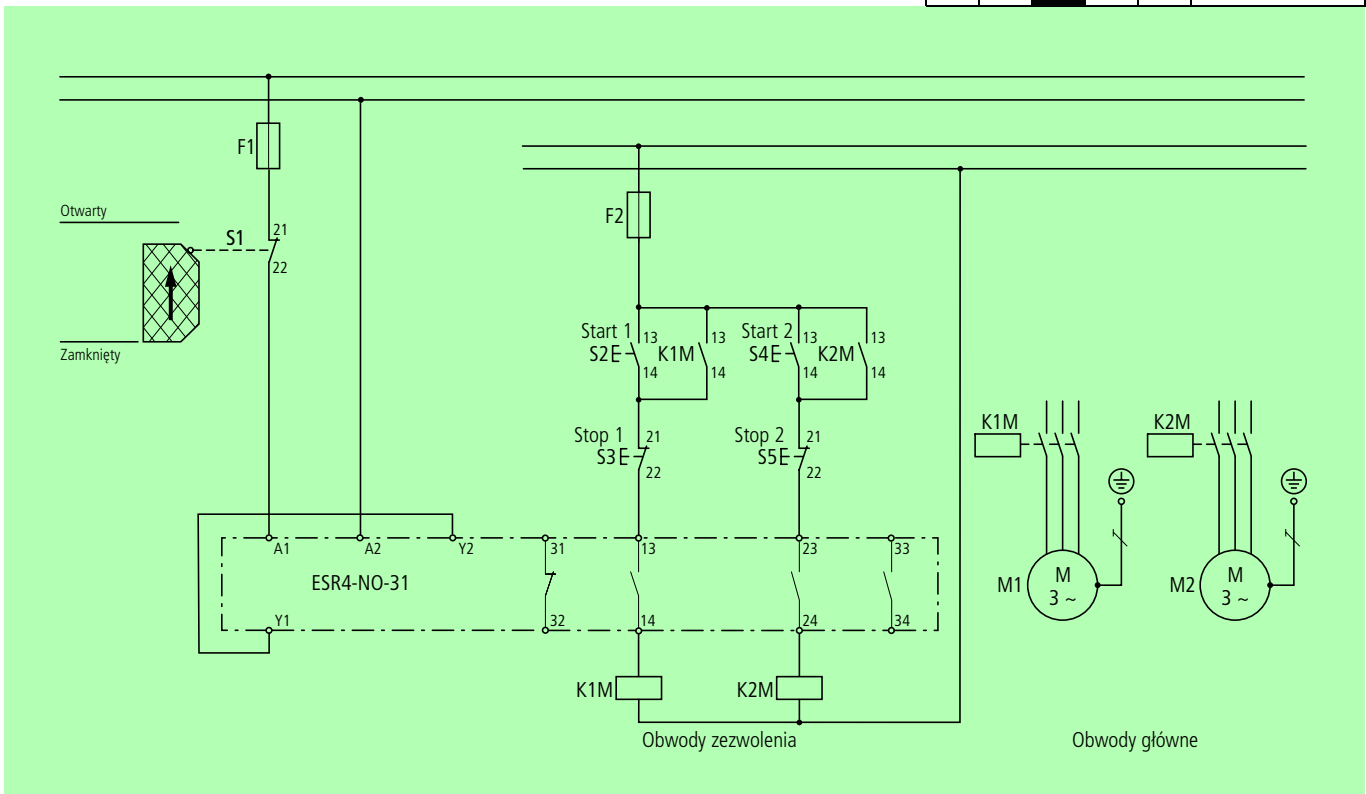 F1
F2
Otwarty
S1
21
22
Zamknięty
Start 1
13
S2
K1M
13
14
14
Start 2
13
S4
K2M
13
14
14
Stop 1
21
S3
22
Stop 2
21
S5
22
K1M
K2M
A1
A2
Y2
31
13
23
33
ESR4-NO-31
Y1
32
14
24
34
M1
M
3 ~
M2
M
3 ~
K1M
K2M
Obwody zezwolenia
Obwody główne